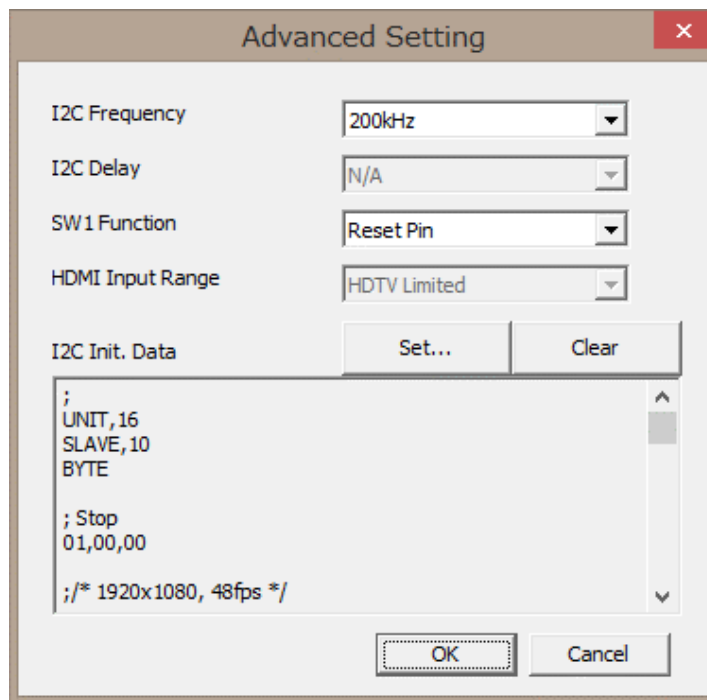 Advanced Setting
I2C Frequency
200kHz
I2C Delay
N/A
SW1 Function
Reset Pin
HDMI Input Range
HDTV Limited
I2C Init. Data
Set...
Clear
;
UNIT,16
SLAVE,10
BYTE
; Stop
01,00,00
;/* 1920x1080, 48fps */
OK
Cancel